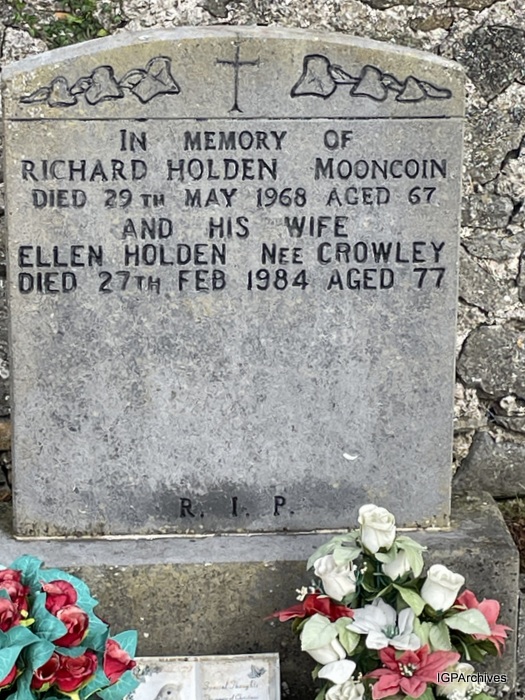 IN MEMORY OF
RICHARD HOLDEN MOONCOIN
DIED 29TH MAY 1968 AGED 67
AND HIS WIFE
ELLEN HOLDEN NEE CROWLEY
DIED 27TH FEB 1984 AGED 77
R. I. P.
IGPArchives